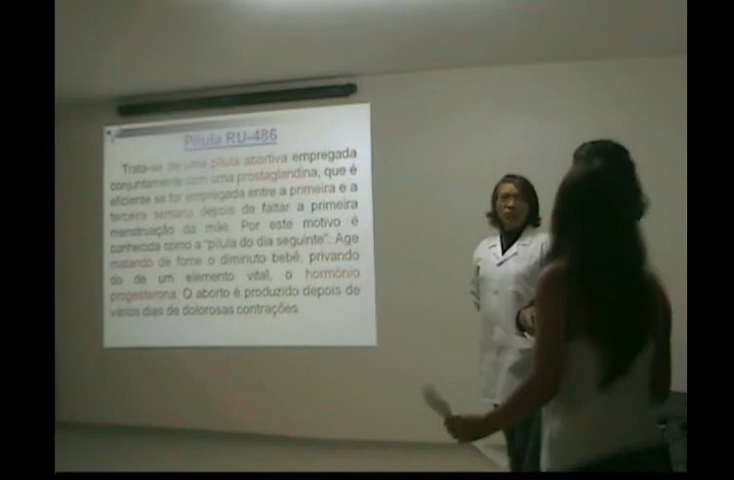 Pílula RU-486
Trata-se de uma pílula abortiva empregada
conjuntamente com uma prostaglandina, que é
eficiente se for empregada entre a primeira e a
terceira semana depois de faltar a primeira
menstruação da mãe. Por este motivo é
conhecida como a "pílula do dia seguinte". Age
matando de fome o diminuto bebê, privando
do de um elemento vital, o hormônio
progesterona. O aborto é produzido depois de
vários dias de dolorosas contrações